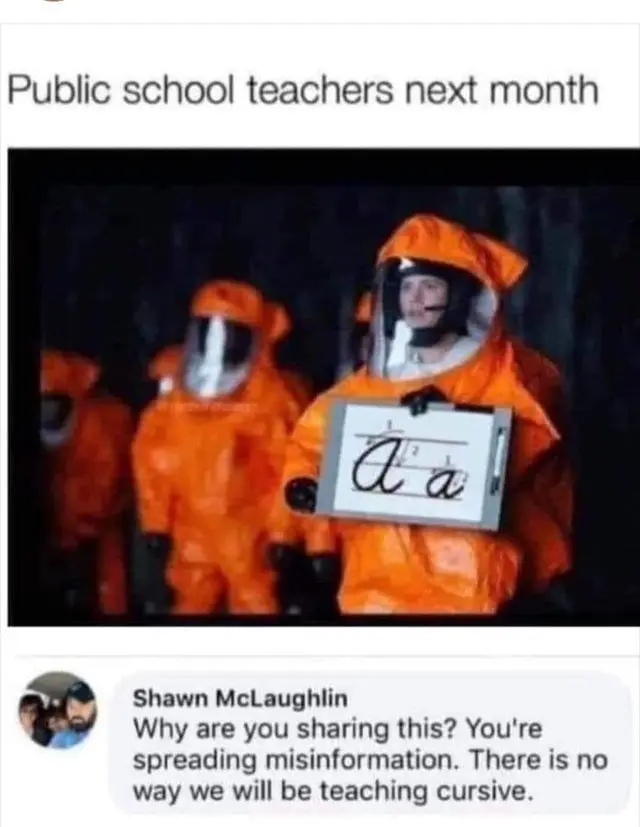 Public school teachers next month
a a
Shawn McLaughlin
Why are you sharing this? You're
spreading misinformation. There is no
way we will be teaching cursive.